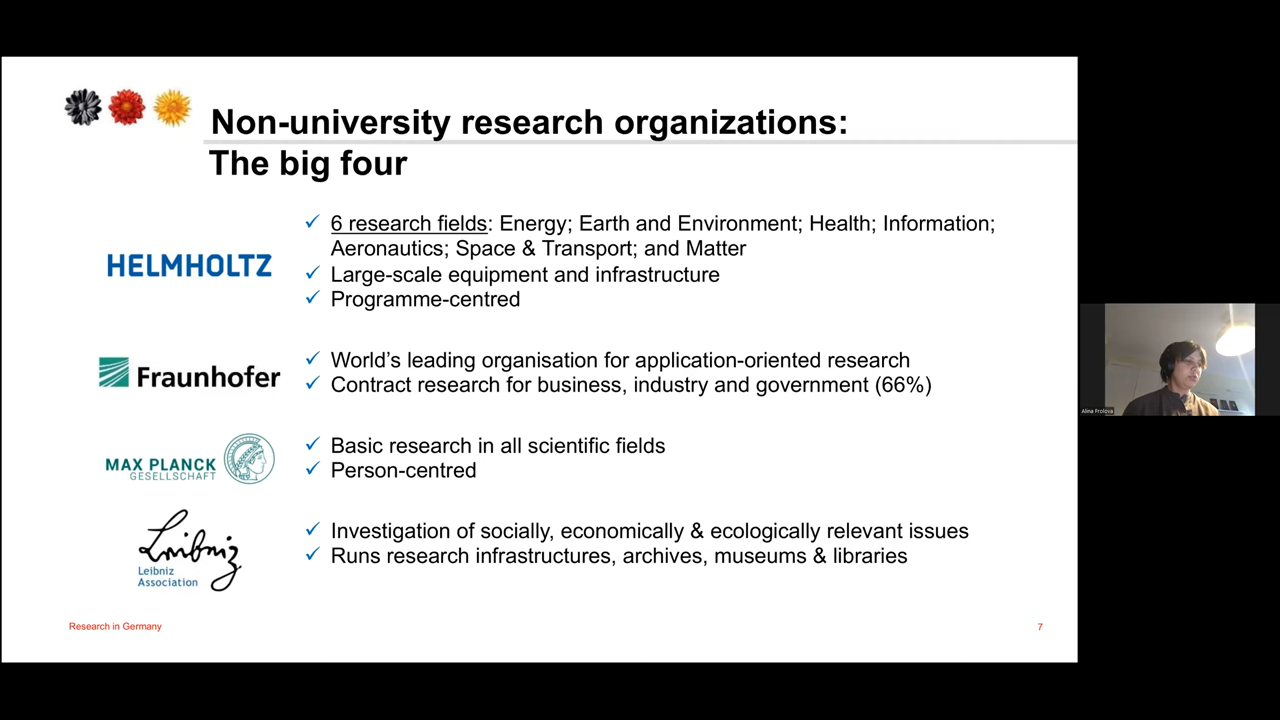 Non-university research organizations:
The big four
HELMHOLTZ
6 research fields: Energy; Earth and Environment; Health; Information;
Aeronautics; Space & Transport; and Matter
Large-scale equipment and infrastructure
Programme-centred
Fraunhofer
World’s leading organisation for application-oriented research
Contract research for business, industry and government (66%)
MAX PLANCK
GESELLSCHAFT
Basic research in all scientific fields
Person-centred
Leibniz
Leibniz
Association
Investigation of socially, economically & ecologically relevant issues
Runs research infrastructures, archives, museums & libraries
Research in Germany
7
Alina Frolova